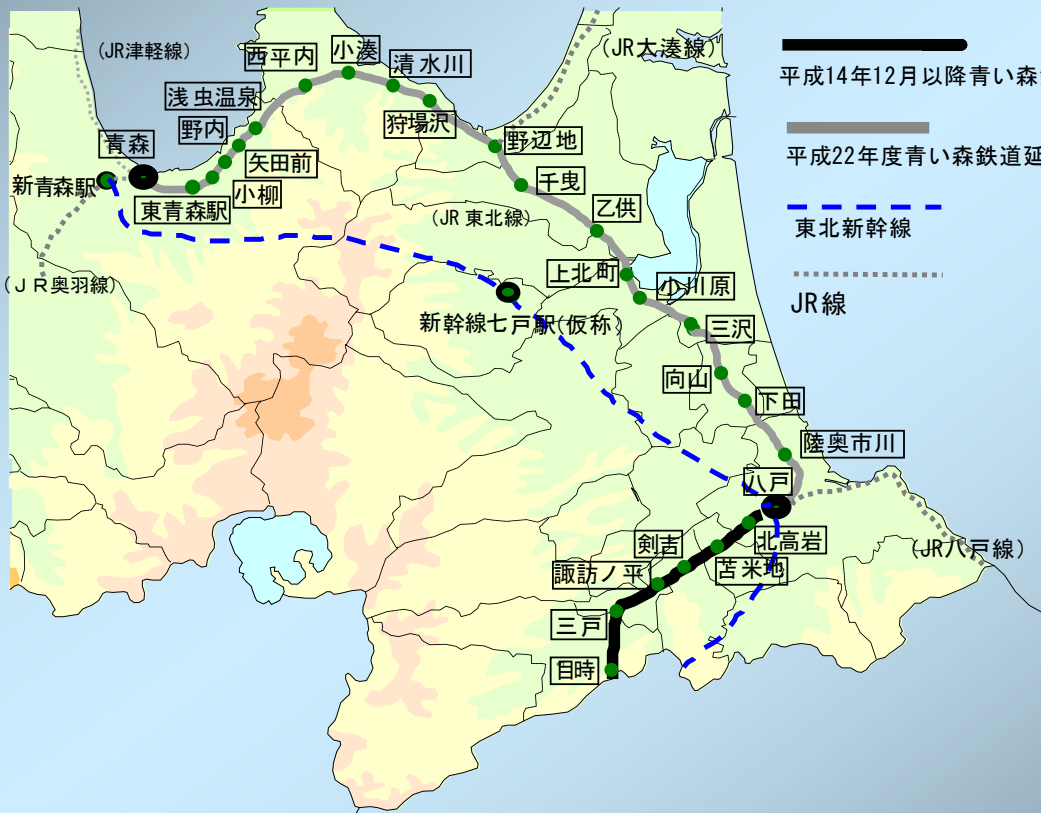 (JR津軽線)
西平内
小湊
清水川
(JR大湊線)
平成14年12月以降青い森
浅虫温泉
狩場沢
野内
野辺地
青森
矢田前
平成22年度青い森鉄道延
新青森駅
小柳
千曳
東青森駅
(JR東北線)
乙供
東北新幹線
(JR奥羽線)
上北町
小川原
JR線
新幹線七戸駅(仮称)
三沢
向山
下田
陸奥市川
八戸
北高岩
剣吉
(JR八戸線)
諏訪ノ平
苫米地
三戸
目時